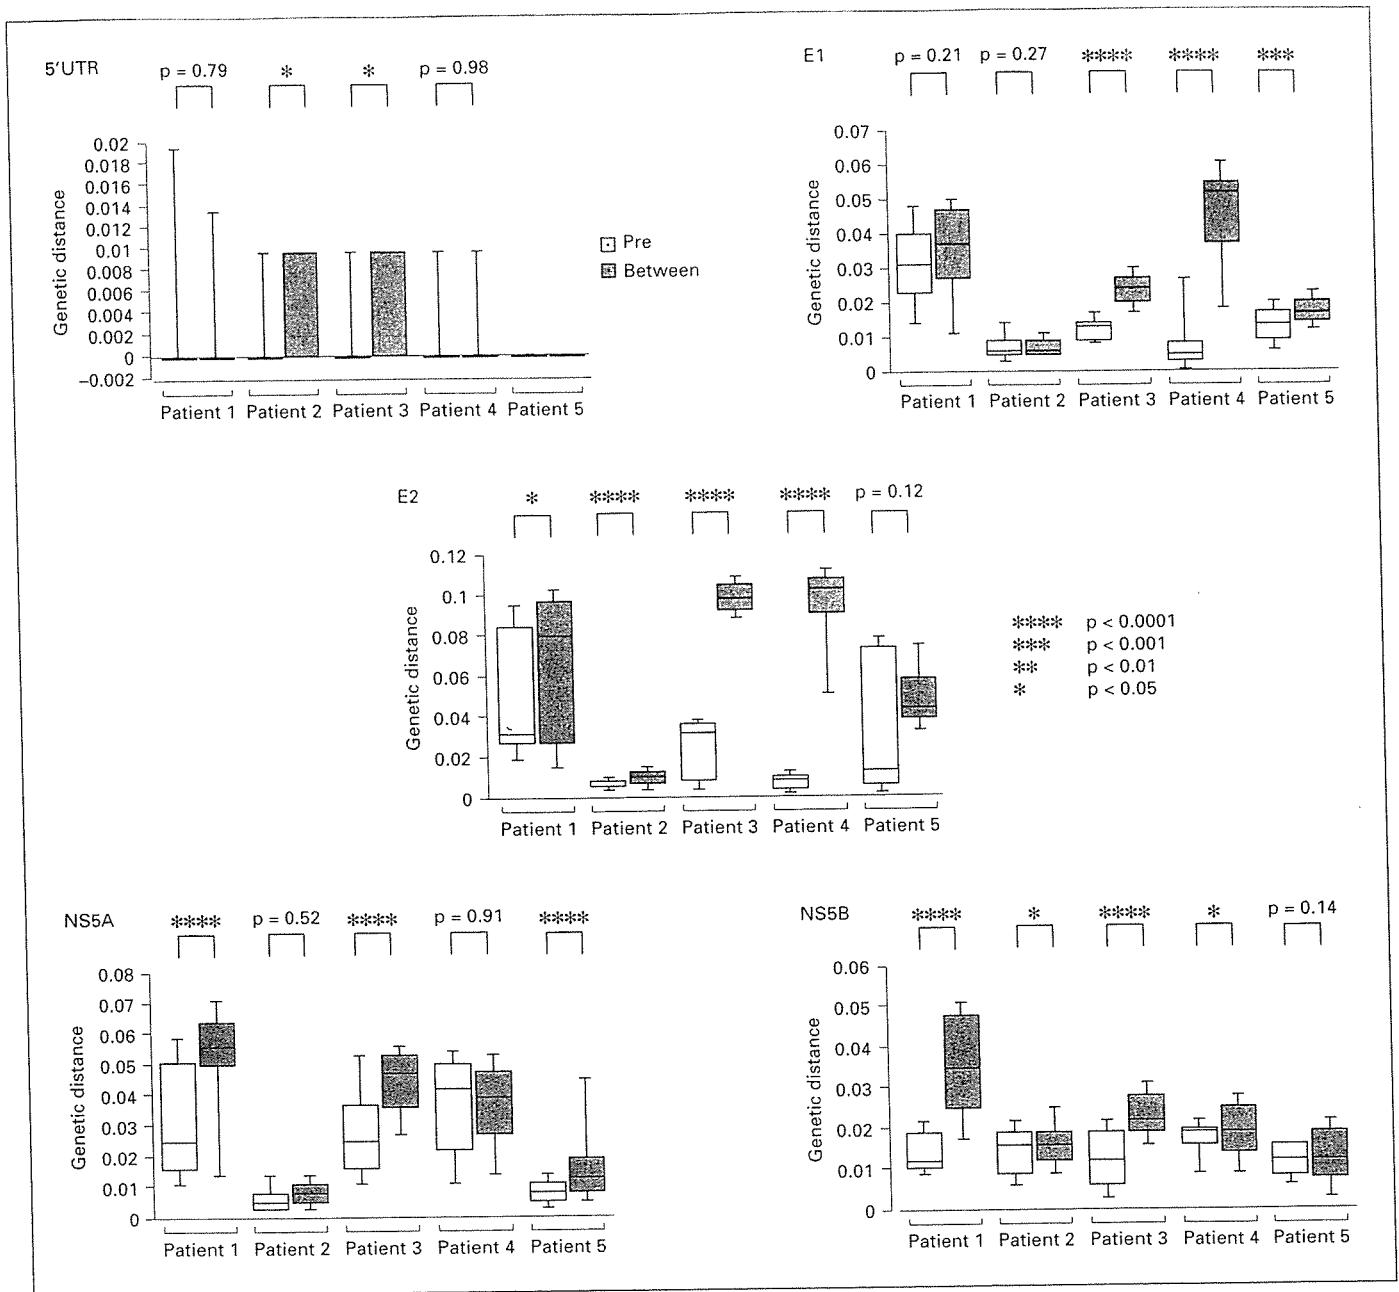 5′UTR
p = 0.79 * * p = 0.98
Genetic distance
0.02
0.018
0.016
0.014
0.012
0.01
0.008
0.006
0.004
0.002
0
–0.002
Patient 1 Patient 2 Patient 3 Patient 4 Patient 5
Pre
Between
E1
p = 0.21 p = 0.27 **** **** ***
Genetic distance
0.07
0.06
0.05
0.04
0.03
0.02
0.01
0
Patient 1 Patient 2 Patient 3 Patient 4 Patient 5
E2
* **** **** **** p = 0.12
Genetic distance
0.12
0.1
0.08
0.06
0.04
0.02
0
Patient 1 Patient 2 Patient 3 Patient 4 Patient 5
**** p < 0.0001
*** p < 0.001
** p < 0.01
* p < 0.05
NS5A
**** p = 0.52 **** p = 0.91 ****
Genetic distance
0.08
0.07
0.06
0.05
0.04
0.03
0.02
0.01
0
Patient 1 Patient 2 Patient 3 Patient 4 Patient 5
NS5B
**** * **** * p = 0.14
Genetic distance
0.06
0.05
0.04
0.03
0.02
0.01
0
Patient 1 Patient 2 Patient 3 Patient 4 Patient 5